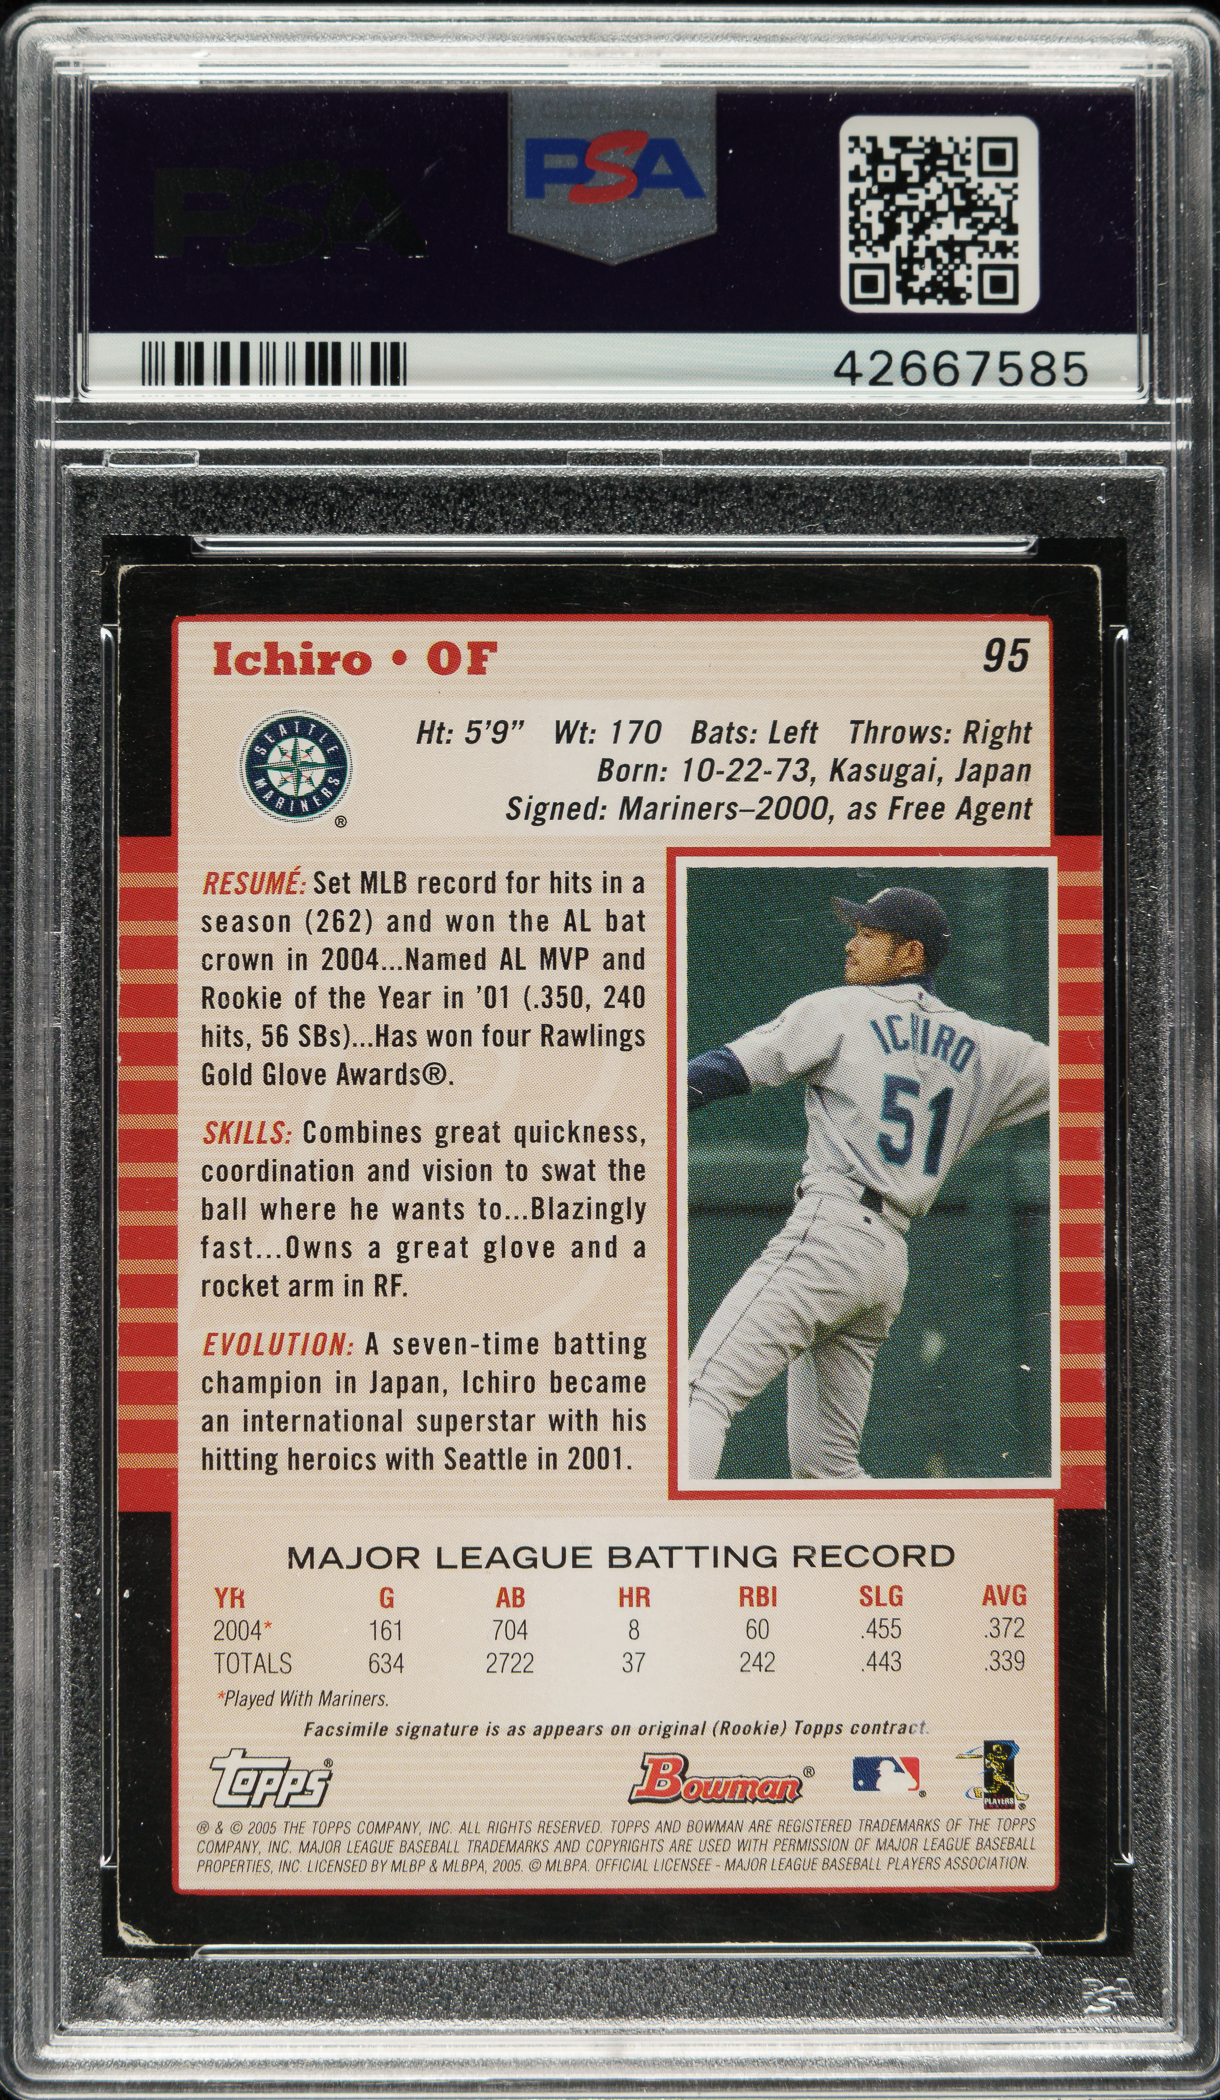 PSA
PSA
42667585
Ichiro • OF
95
SEATTLE
MARINERS
®
Ht: 5'9" Wt: 170 Bats: Left Throws: Right
Born: 10-22-73, Kasugai, Japan
Signed: Mariners–2000, as Free Agent
RESUMÉ: Set MLB record for hits in a
season (262) and won the AL bat
crown in 2004...Named AL MVP and
Rookie of the Year in '01 (.350, 240
hits, 56 SBs)...Has won four Rawlings
Gold Glove Awards®.
SKILLS: Combines great quickness,
coordination and vision to swat the
ball where he wants to...Blazingly
fast...Owns a great glove and a
rocket arm in RF.
EVOLUTION: A seven-time batting
champion in Japan, Ichiro became
an international superstar with his
hitting heroics with Seattle in 2001.
ICHIRO
51
MAJOR LEAGUE BATTING RECORD
YR G AB HR RBI SLG AVG
2004* 161 704 8 60 .455 .372
TOTALS 634 2722 37 242 .443 .339
*Played With Mariners.
Facsimile signature is as appears on original (Rookie) Topps contract.
Topps® Bowman® ® PLAYERS ®
® & © 2005 THE TOPPS COMPANY, INC. ALL RIGHTS RESERVED. TOPPS AND BOWMAN ARE REGISTERED TRADEMARKS OF THE TOPPS
COMPANY, INC. MAJOR LEAGUE BASEBALL TRADEMARKS AND COPYRIGHTS ARE USED WITH PERMISSION OF MAJOR LEAGUE BASEBALL
PROPERTIES, INC. LICENSED BY MLBP & MLBPA, 2005. © MLBPA. OFFICIAL LICENSEE - MAJOR LEAGUE BASEBALL PLAYERS ASSOCIATION.
PSA